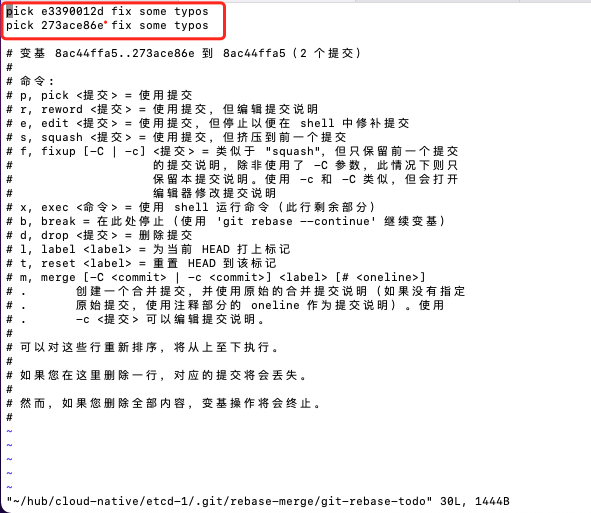 pick e3390012d fix some typos
pick 273ace86e fix some typos
# 变基 8ac44ffa5..273ace86e 到 8ac44ffa5（2 个提交）
#
# 命令:
# p, pick <提交> = 使用提交
# r, reword <提交> = 使用提交，但编辑提交说明
# e, edit <提交> = 使用提交，但停止以便在 shell 中修补提交
# s, squash <提交> = 使用提交，但挤压到前一个提交
# f, fixup [-C | -c] <提交> = 类似于 "squash"，但只保留前一个提交
# 的提交说明，除非使用了 -C 参数，此情况下则只
# 保留本提交说明。使用 -c 和 -C 类似，但会打开
# 编辑器修改提交说明
# x, exec <命令> = 使用 shell 运行命令（此行剩余部分）
# b, break = 在此处停止（使用 'git rebase --continue' 继续变基）
# d, drop <提交> = 删除提交
# l, label <label> = 为当前 HEAD 打上标记
# t, reset <label> = 重置 HEAD 到该标记
# m, merge [-C <commit> | -c <commit>] <label> [# <oneline>]
# . 创建一个合并提交，并使用原始的合并提交说明（如果没有指定
# . 原始提交，使用注释部分的 oneline 作为提交说明）。使用
# . -c <提交> 可以编辑提交说明。
#
# 可以对这些行重新排序，将从上至下执行。
#
# 如果您在这里删除一行，对应的提交将会丢失。
#
# 然而，如果您删除全部内容，变基操作将会终止。
#
~
~
~
~
~
"~/hub/cloud-native/etcd-1/.git/rebase-merge/git-rebase-todo" 30L, 1444B